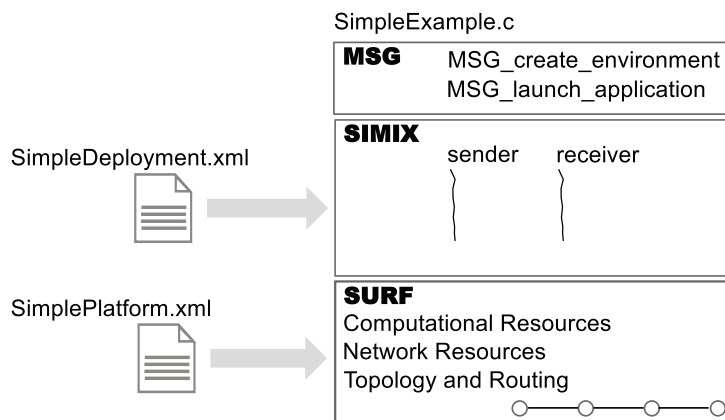 SimpleExample.c
MSG MSG_create_environment
MSG_launch_application
SIMIX
SimpleDeployment.xml
sender receiver
SimplePlatform.xml
SURF
Computational Resources
Network Resources
Topology and Routing